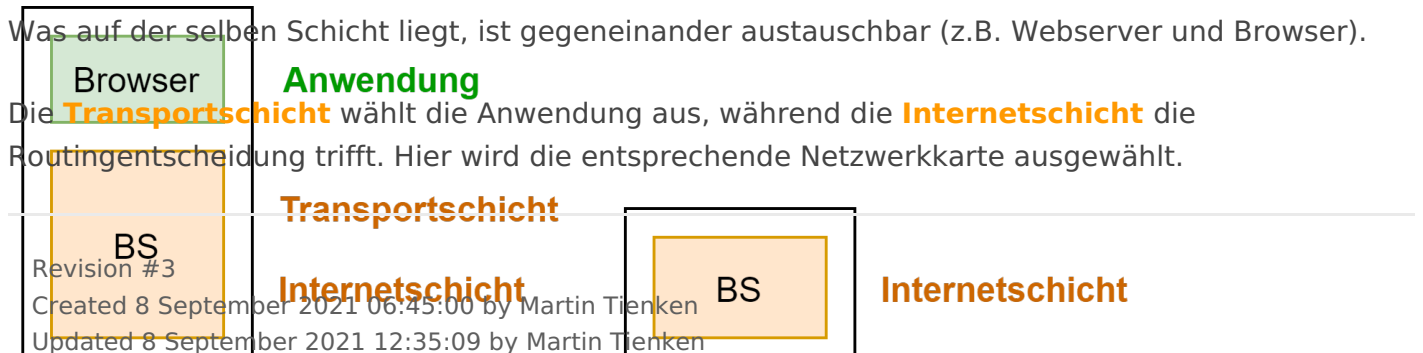 Was auf der selben Schicht liegt, ist gegeneinander austauschbar (z.B. Webserver und Browser).
Browser
Anwendung
Die Transportschicht wählt die Anwendung aus, während die Internetschicht die
Routingentscheidung trifft. Hier wird die entsprechende Netzwerkkarte ausgewählt.
Transportschicht
BS
Internetschicht
BS
Internetschicht
Revision #3
Created 8 September 2021 06:45:00 by Martin Tienken
Updated 8 September 2021 12:35:09 by Martin Tienken